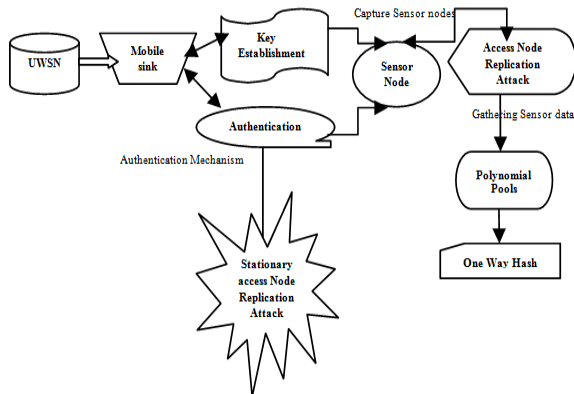 Capture Sensor nodes
UWSN
Mobile
sink
Key
Establishment
Sensor
Node
Access Node
Replication
Attack
Gathering Sensor data
Authentication
Authentication Mechanism
Polynomial
Pools
Stationary
access Node
Replication
Attack
One Way Hash